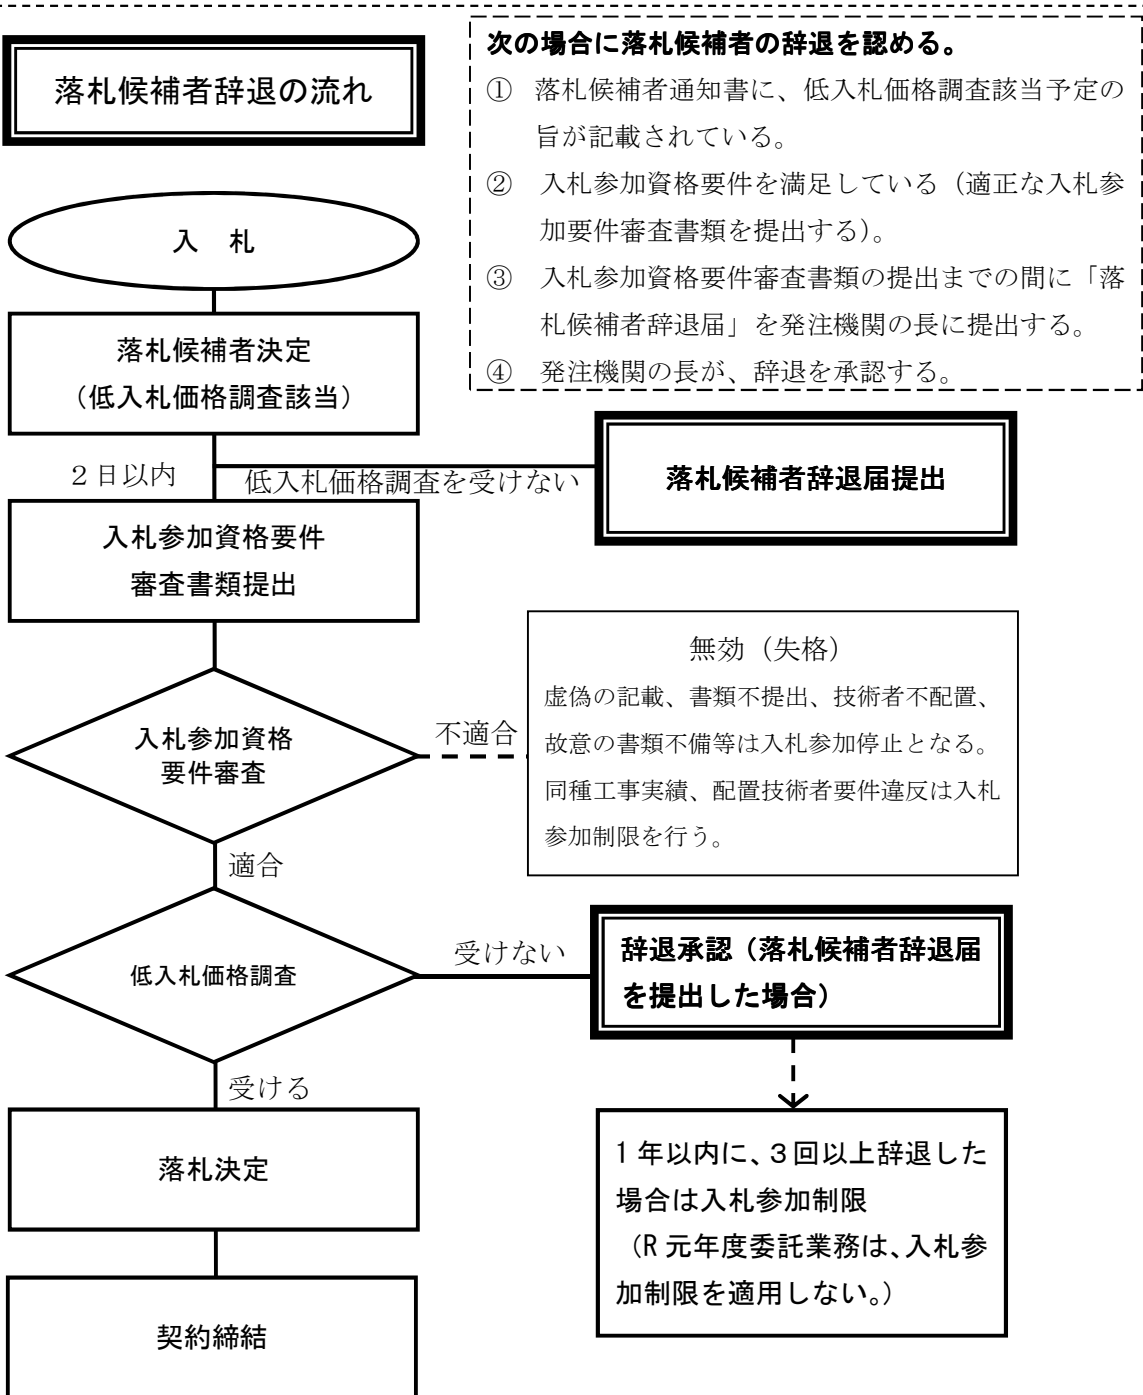 落札候補者辞退の流れ
次の場合に落札候補者の辞退を認める。
① 落札候補者通知書に、低入札価格調査該当予定の
旨が記載されている。
② 入札参加資格要件を満足している（適正な入札参
加要件審査書類を提出する）。
③ 入札参加資格要件審査書類の提出までの間に「落
札候補者辞退届」を発注機関の長に提出する。
④ 発注機関の長が、辞退を承認する。
入 札
落札候補者決定
（低入札価格調査該当）
２日以内
低入札価格調査を受けない
落札候補者辞退届提出
入札参加資格要件
審査書類提出
無効（失格）
虚偽の記載、書類不提出、技術者不配置、
故意の書類不備等は入札参加停止となる。
同種工事実績、配置技術者要件違反は入札
参加制限を行う。
入札参加資格
要件審査
不適合
適合
低入札価格調査
受けない
辞退承認（落札候補者辞退届
を提出した場合）
受ける
落札決定
1年以内に、３回以上辞退した
場合は入札参加制限
（R元年度委託業務は、入札参
加制限を適用しない。）
契約締結